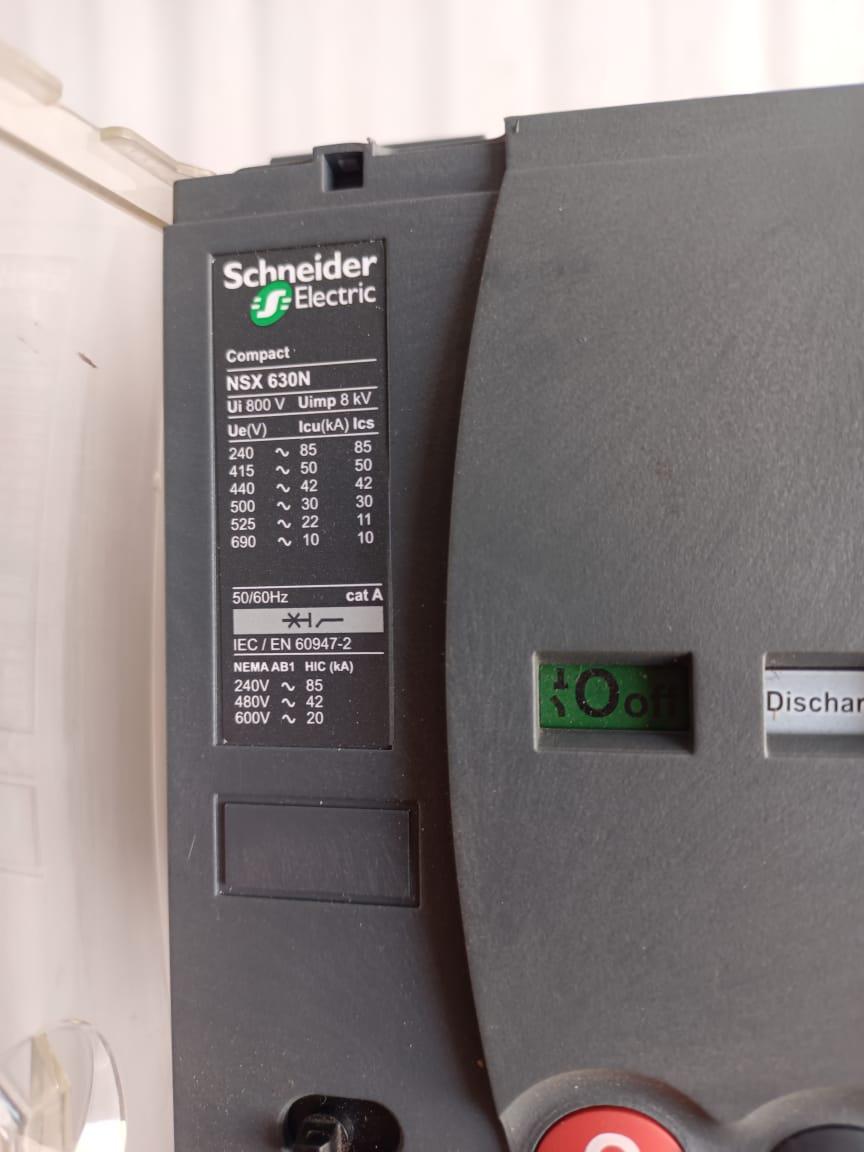 Schneider
Electric
Compact
NSX 630N
Ui 800 V Uimp 8 kV
Ue(V) Icu(kA) Ics
240 ~ 85 85
415 ~ 50 50
440 ~ 42 42
500 ~ 30 30
525 ~ 22 11
690 ~ 10 10
50/60Hz cat A
IEC / EN 60947-2
NEMA AB1 HIC (kA)
240V ~ 85
480V ~ 42
600V ~ 20
O off
Dischar